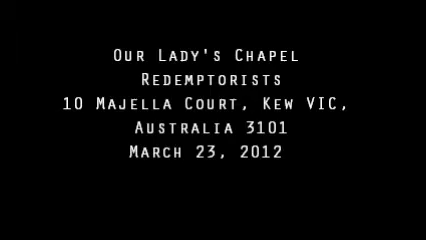 Our Lady's Chapel
Redemptorists
10 Majella Court, Kew VIC,
Australia 3101
March 23, 2012